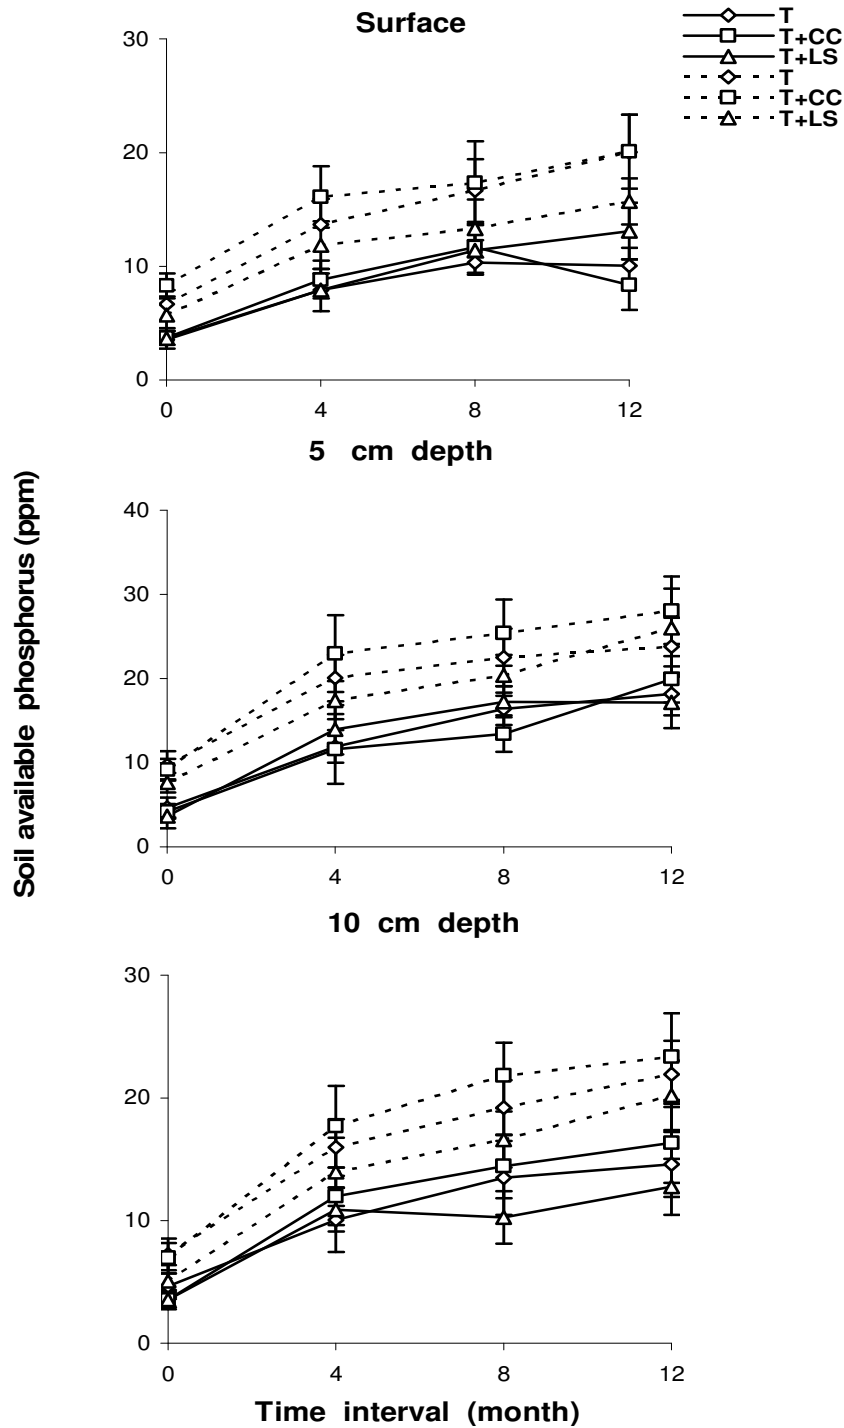 Surface
T
T+CC
T+LS
T
T+CC
T+LS
30
20
10
0
0 4 8 12
5 cm depth
Soil available phosphorus (ppm)
40
30
20
10
0
0 4 8 12
10 cm depth
30
20
10
0
0 4 8 12
Time interval (month)